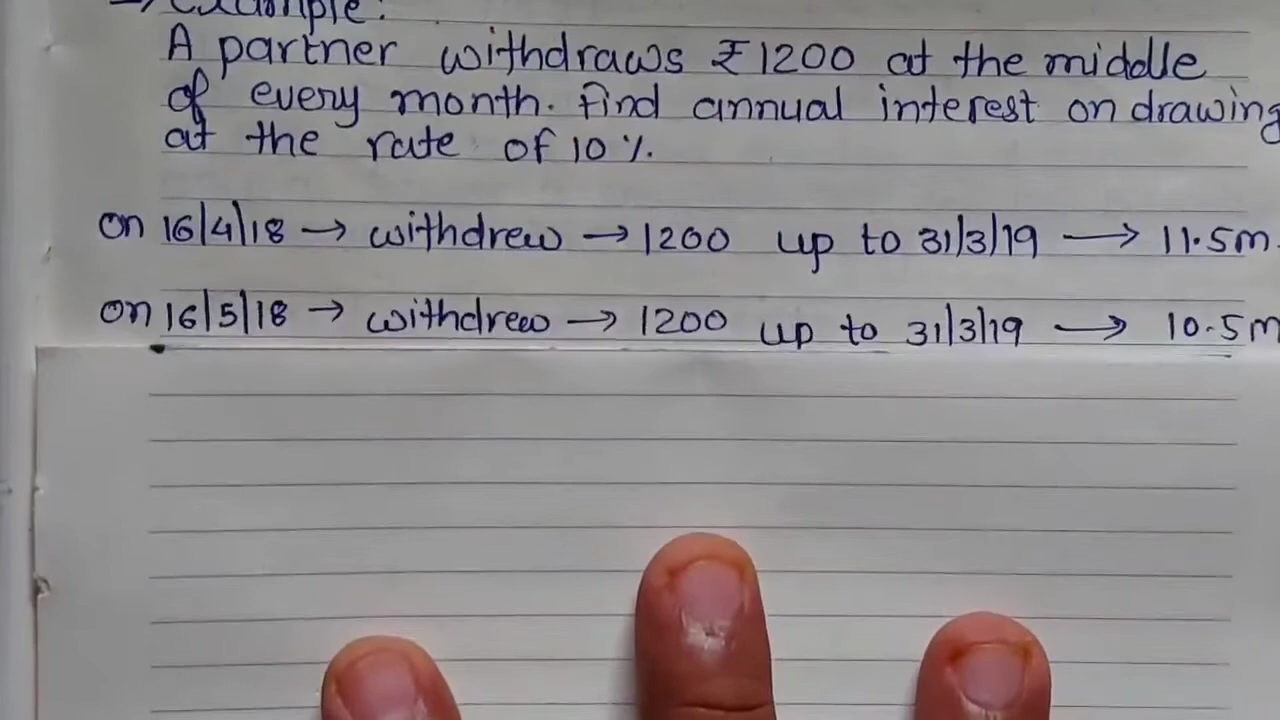 → Example:
A partner withdraws ₹1200 at the middle
of every month. Find annual interest on drawing
at the rate of 10%.
on 16/4/18 → withdrew → 1200 up to 31/3/19 → 11.5m
on 16/5/18 → withdrew → 1200 up to 31/3/19 → 10.5m